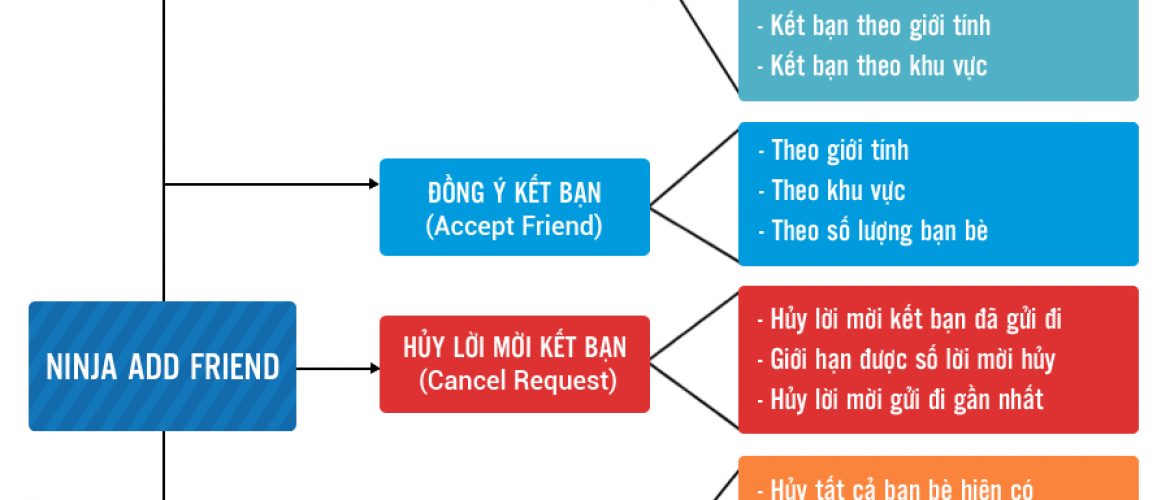 - Kết bạn theo giới tính
- Kết bạn theo khu vực
ĐỒNG Ý KẾT BẠN
(Accept Friend)
- Theo giới tính
- Theo khu vực
- Theo số lượng bạn bè
NINJA ADD FRIEND
HỦY LỜI MỜI KẾT BẠN
(Cancel Request)
- Hủy lời mời kết bạn đã gửi đi
- Giới hạn được số lời mời hủy
- Hủy lời mời gửi đi gần nhất
- Hủy tất cả bạn bè hiện có